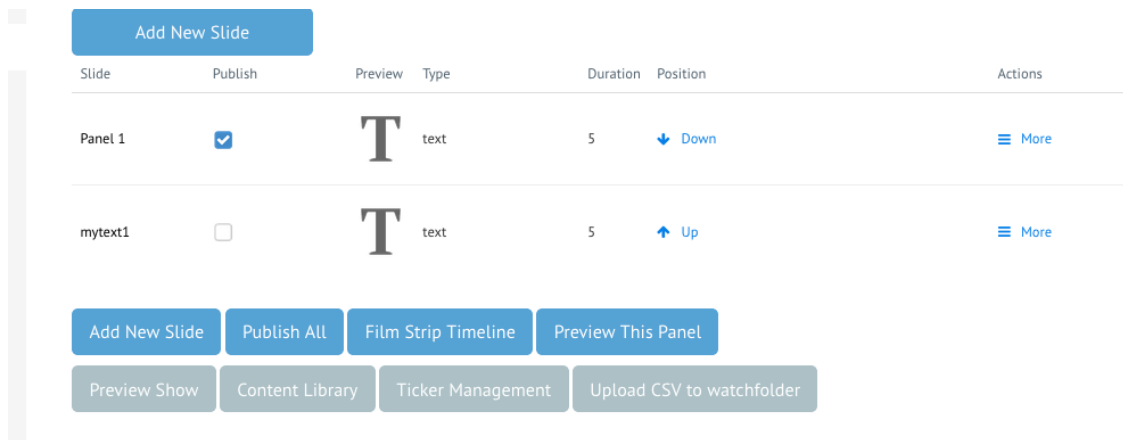 Add New Slide
Slide Publish Preview Type Duration Position Actions
Panel 1 T text 5 Down More
mytext1 T text 5 Up More
Add New Slide Publish All Film Strip Timeline Preview This Panel
Preview Show Content Library Ticker Management Upload CSV to watchfolder